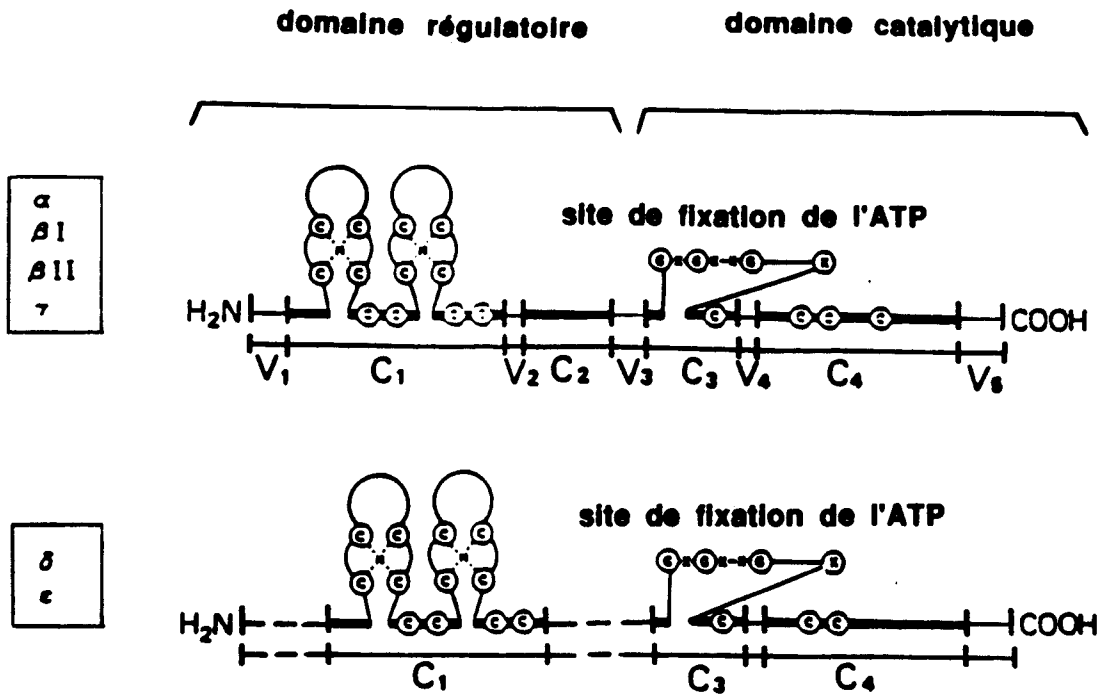 domaine régulatoire domaine catalytique
α
βI
βII
γ
site de fixation de l'ATP
G x G x x G K
C C C C
C C C C
H₂N C C C C C C C C COOH
V₁ C₁ V₂ C₂ V₃ C₃ V₄ C₄ V₅
δ
ε
site de fixation de l'ATP
G x G x x G K
C C C C
C C C C
H₂N C C C C C C C COOH
C₁ C₃ C₄